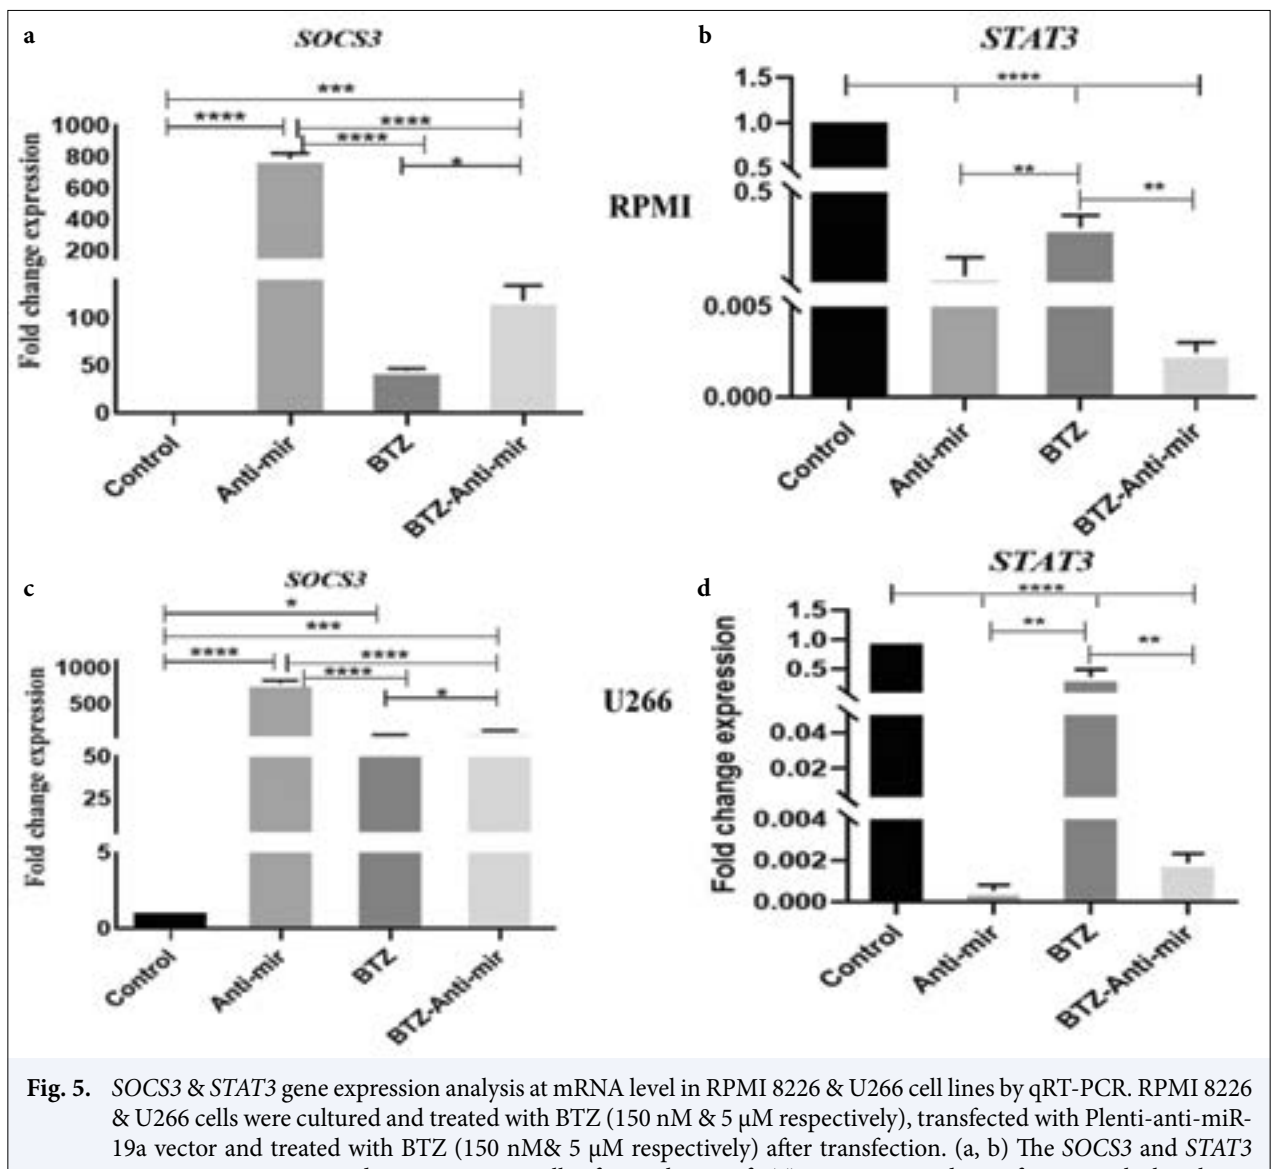 a
SOCS3
***
****
****
****
*
Fold change expression
1000
800
600
400
200
100
50
0
Control
Anti-mir
BTZ
BTZ-Anti-mir
RPMI
b
STAT3
****
**
**
1.5
1.0
0.5
0.5
0.005
0.000
Control
Anti-mir
BTZ
BTZ-Anti-mir
c
SOCS3
*
***
****
****
****
*
Fold change expression
1000
500
50
25
5
0
Control
Anti-mir
BTZ
BTZ-Anti-mir
U266
d
STAT3
****
**
**
Fold change expression
1.5
1.0
0.5
0.04
0.02
0.004
0.002
0.000
Control
Anti-mir
BTZ
BTZ-Anti-mir
Fig. 5. SOCS3 & STAT3 gene expression analysis at mRNA level in RPMI 8226 & U266 cell lines by qRT-PCR. RPMI 8226
& U266 cells were cultured and treated with BTZ (150 nM & 5 µM respectively), transfected with Plenti-anti-miR-
19a vector and treated with BTZ (150 nM& 5 µM respectively) after transfection. (a, b) The SOCS3 and STAT3